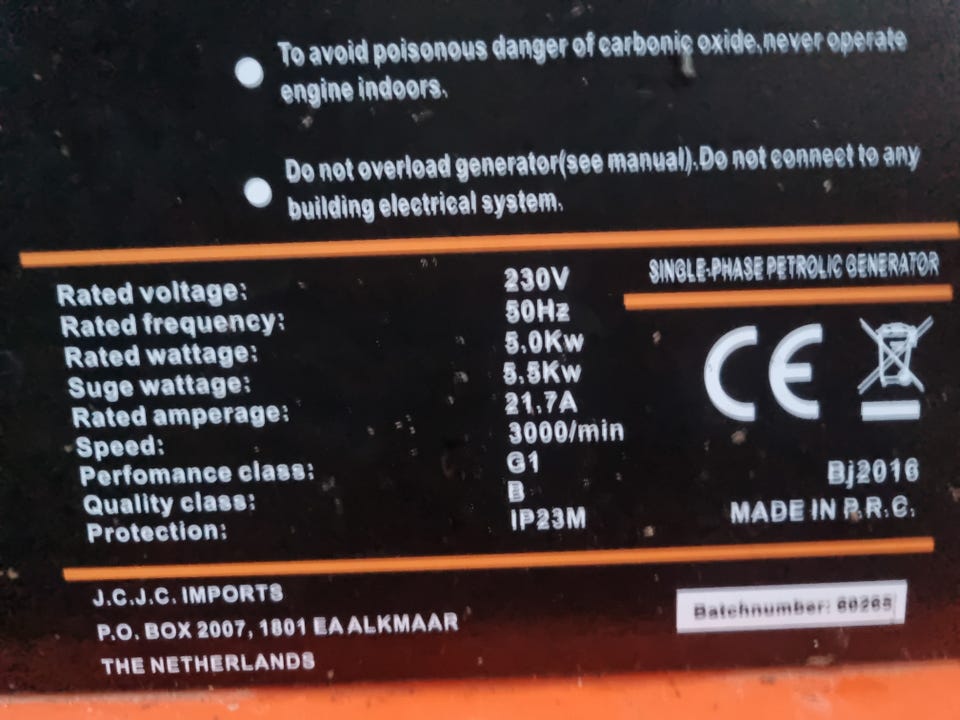 To avoid poisonous danger of carbonic oxide,never operate
engine indoors.
Do not overload generator(see manual).Do not connect to any
building electrical system.
SINGLE-PHASE PETROLIC GENERATOR
Rated voltage: 230V
Rated frequency: 50Hz
Rated wattage: 5.0Kw
Suge wattage: 5.5Kw
Rated amperage: 21.7A
Speed: 3000/min
Perfomance class: G1
Quality class: B
Protection: IP23M
CE
Bj2016
MADE IN P.R.C.
J.C.J.C. IMPORTS
P.O. BOX 2007, 1801 EA ALKMAAR
THE NETHERLANDS
Batchnumber: